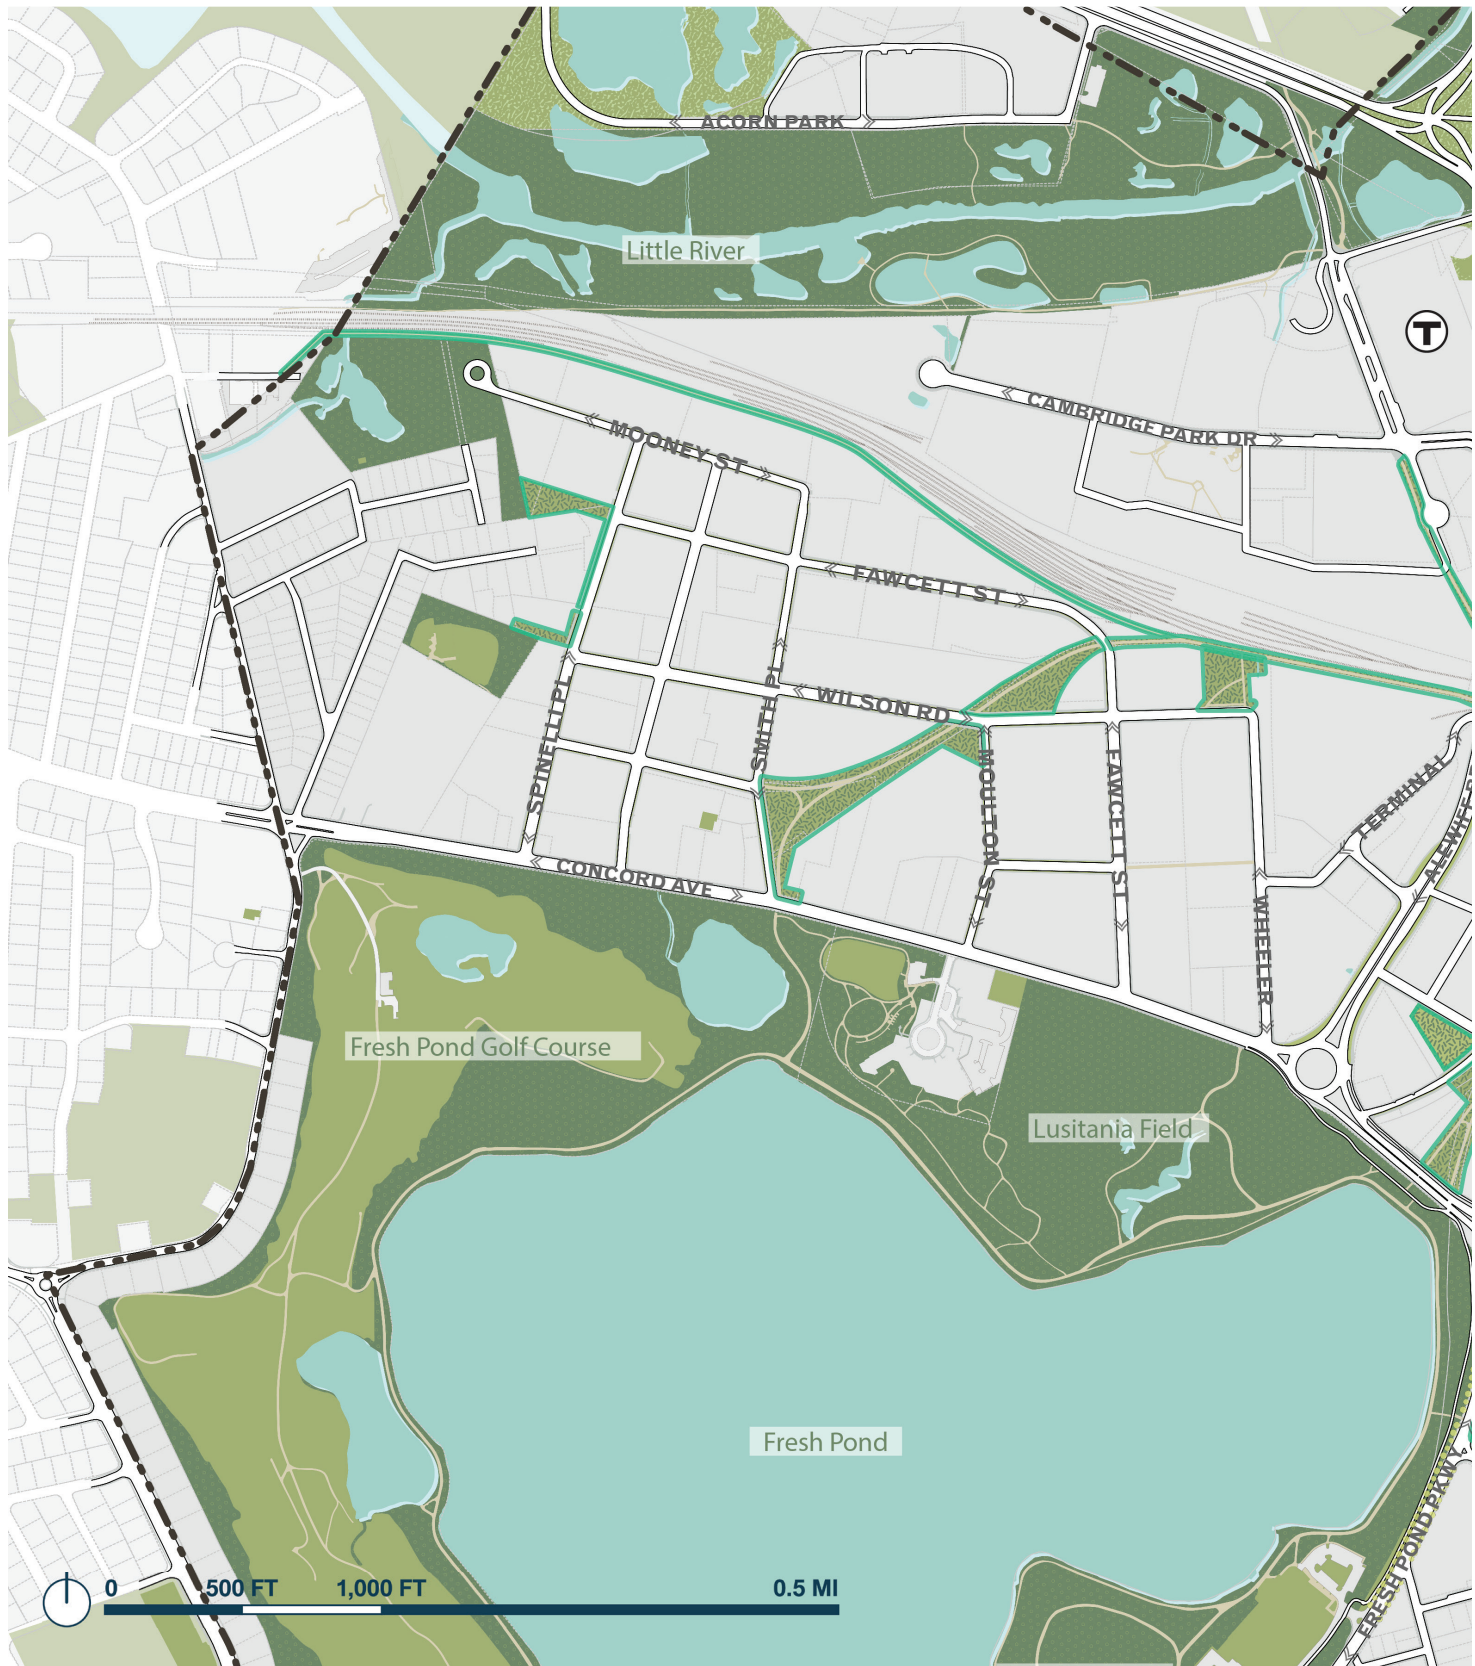 ACORN PARK
Little River
T
CAMBRIDGE PARK DR
MOONEY ST
FAWCETT ST
WILSON RD
SPINELLI PL
SMITH PL
MOULTON ST
FAWCETT ST
TERMINAL
WHEELER
CONCORD AVE
Fresh Pond Golf Course
Lusitania Field
Fresh Pond
FRESH POND PKWY
0 500 FT 1,000 FT 0.5 MI